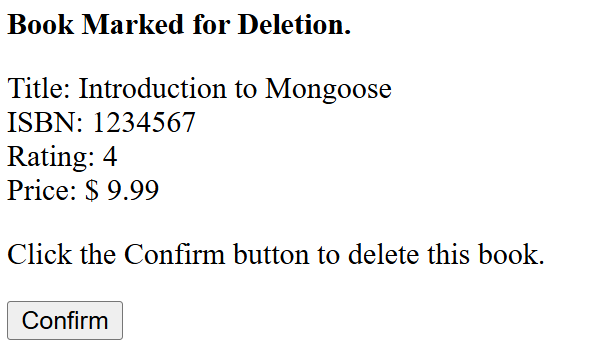 Book Marked for Deletion.
Title: Introduction to Mongoose
ISBN: 1234567
Rating: 4
Price: $ 9.99
Click the Confirm button to delete this book.
Confirm